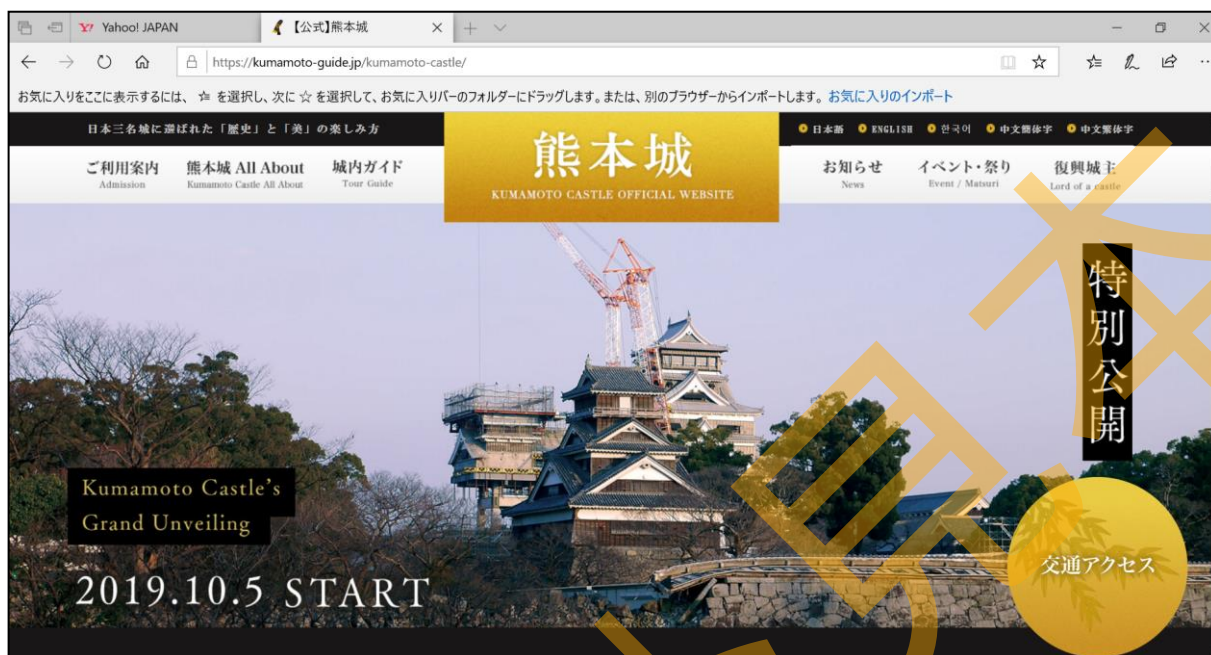 Yahoo! JAPAN
【公式】熊本城
https://kumamoto-guide.jp/kumamoto-castle/
お気に入りをここに表示するには、☆ を選択し、次に ☆ を選択して、お気に入りバーのフォルダーにドラッグします。または、別のブラウザーからインポートします。 お気に入りのインポート
日本三名城に選ばれた「歴史」と「美」の楽しみ方
日本語 ENGLISH 한국어 中文簡体字 中文繁体字
熊本城
KUMAMOTO CASTLE OFFICIAL WEBSITE
ご利用案内 熊本城 All About 城内ガイド
Admission Kumamoto Castle All About Tour Guide
お知らせ イベント・祭り 復興城主
News Event / Matsuri Lord of a castle
特別公開
Kumamoto Castle's
Grand Unveiling
2019.10.5 START
交通アクセス